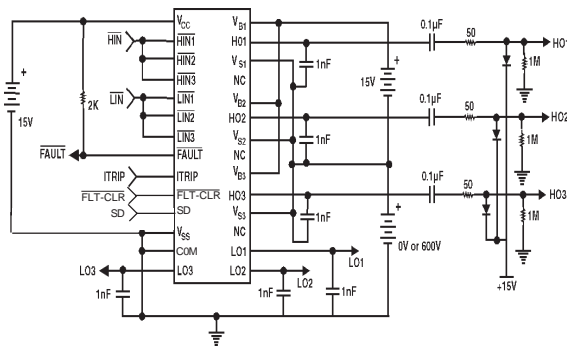 0.1µF 50 HO1
VCC VB1
HIN HIN1 H01 1nF 1M
HIN2 VS1
HIN3 NC 15V 0.1µF 50 HO2
15V 2K LIN LIN1 VB2
LIN2 HO2 1nF 1M
LIN3 VS2
FAULT FAULT NC
ITRIP ITRIP VB3 0.1µF 50 HO3
FLT-CLR FLT-CLR HO3 1nF 1M
SD SD VS3
VSS NC 0V or 600V
COM LO1 LO1
LO3 LO3 LO2 LO2 +15V
1nF 1nF 1nF
+
+
+